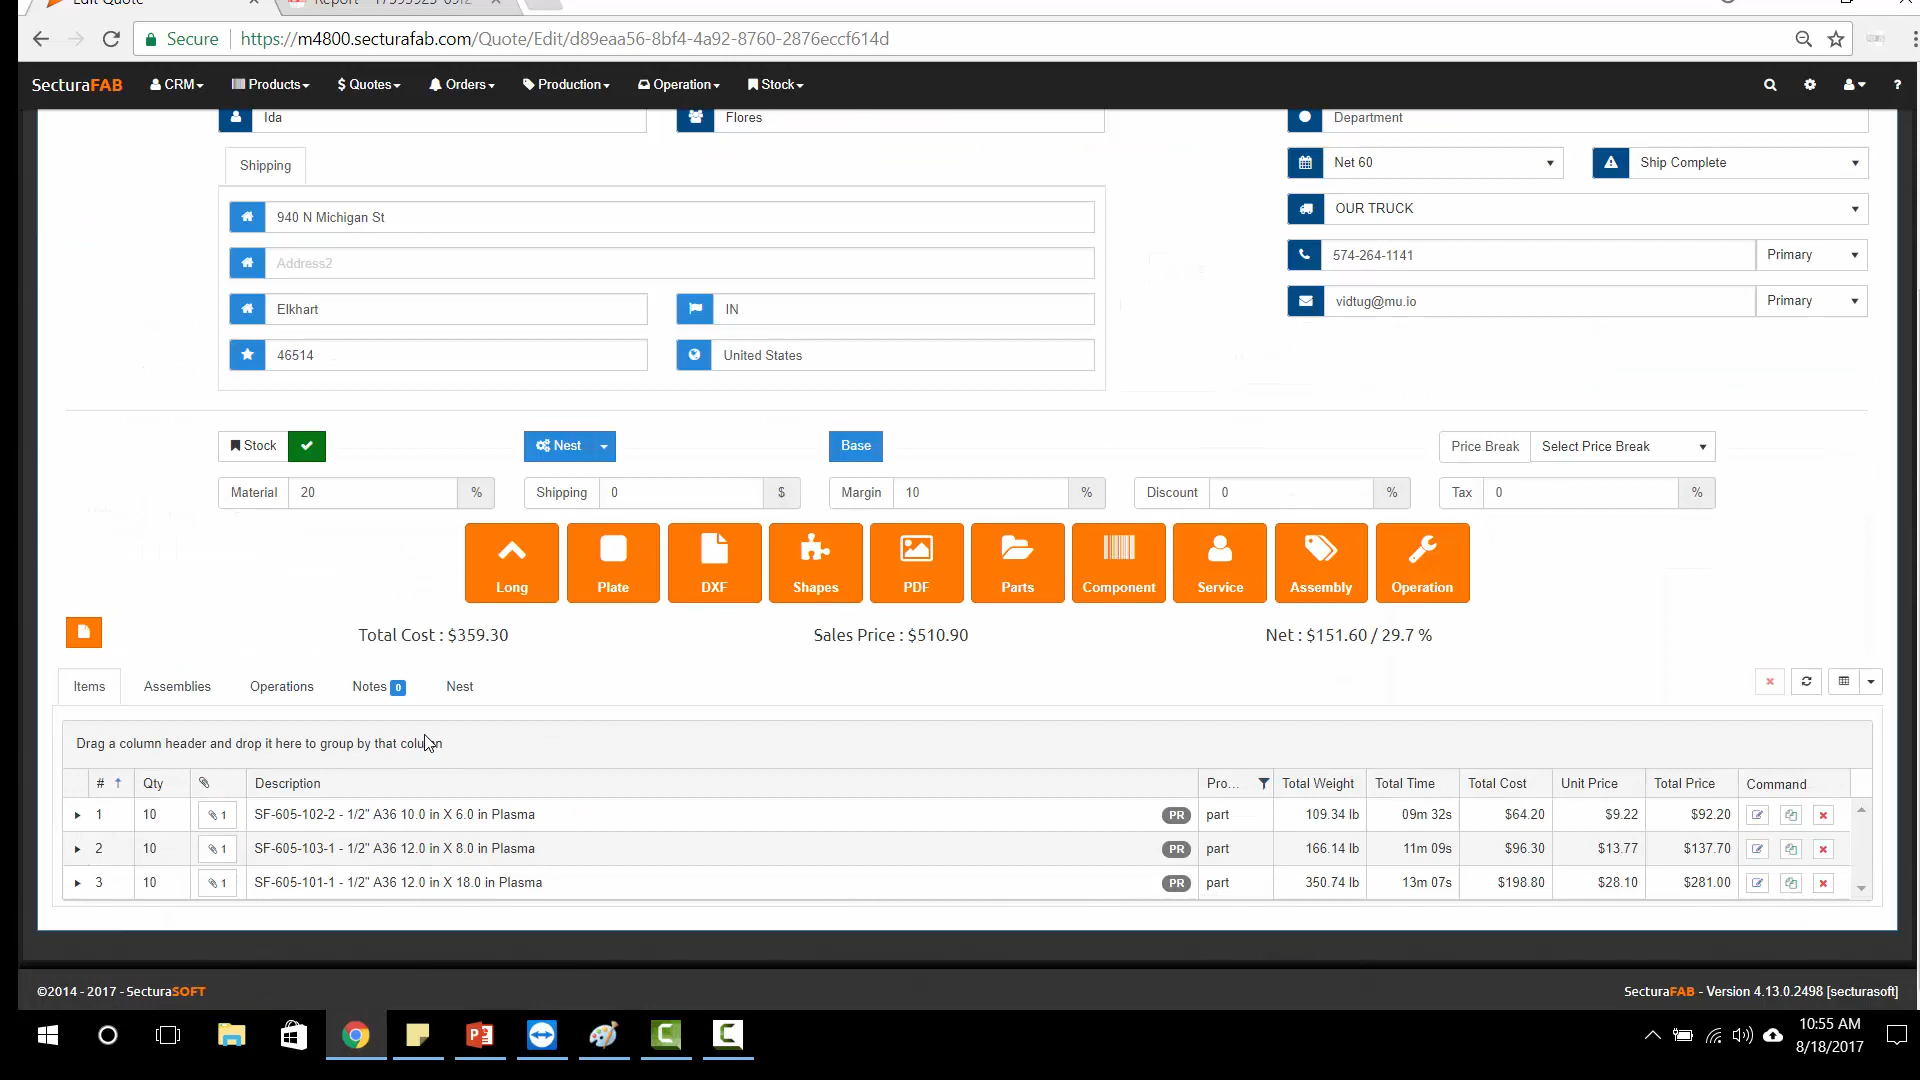 Edit Quote
Secure https://m4800.securafab.com/Quote/Edit/d89eaa56-8bf4-4a92-8760-2876eccf614d
SecturaFAB CRM Products Quotes Orders Production Operation Stock ?
Ida Flores Department
Shipping Net 60 Ship Complete
940 N Michigan St OUR TRUCK
Address2 574-264-1141 Primary
Elkhart IN vidtug@mu.io Primary
46514 United States
Stock Nest Base Price Break Select Price Break
Material 20 % Shipping 0 $ Margin 10 % Discount 0 % Tax 0 %
Long Plate DXF Shapes PDF Parts Component Service Assembly Operation
Total Cost : $359.30 Sales Price : $510.90 Net : $151.60 / 29.7 %
Items Assemblies Operations Notes 0 Nest
Drag a column header and drop it here to group by that column
# Qty Description Pro... Total Weight Total Time Total Cost Unit Price Total Price Command
1 10 1 SF-605-102-2 - 1/2" A36 10.0 in X 6.0 in Plasma PR part 109.34 lb 09m 32s $64.20 $9.22 $92.20
2 10 1 SF-605-103-1 - 1/2" A36 12.0 in X 8.0 in Plasma PR part 166.14 lb 11m 09s $96.30 $13.77 $137.70
3 10 1 SF-605-101-1 - 1/2" A36 12.0 in X 18.0 in Plasma PR part 350.74 lb 13m 07s $198.80 $28.10 $281.00
©2014 - 2017 - SecturaSOFT SecturaFAB - Version 4.13.0.2498 [secturasoft]
10:55 AM
8/18/2017